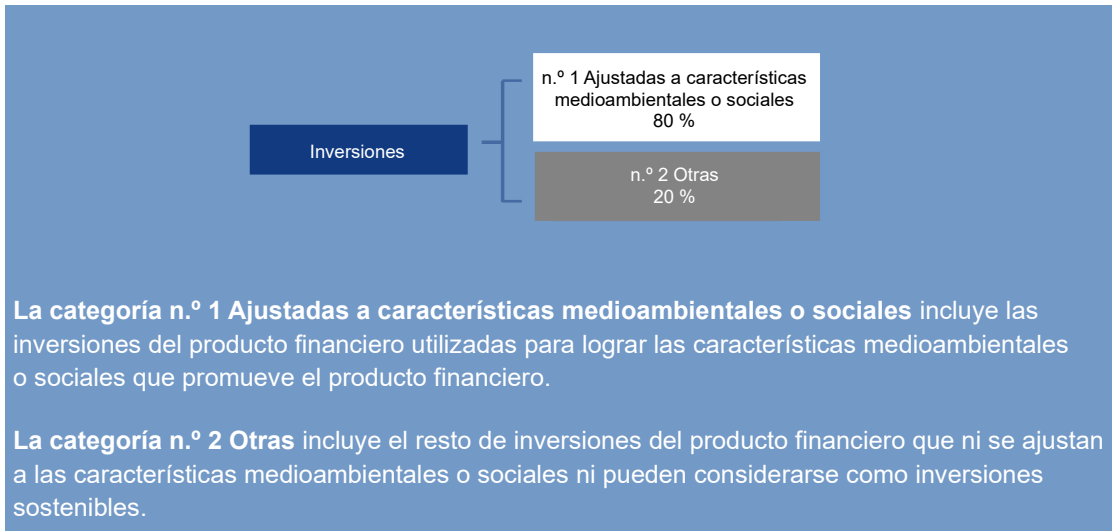 n.º 1 Ajustadas a características
medioambientales o sociales
80 %
Inversiones
n.º 2 Otras
20 %
La categoría n.º 1 Ajustadas a características medioambientales o sociales incluye las
inversiones del producto financiero utilizadas para lograr las características medioambientales
o sociales que promueve el producto financiero.
La categoría n.º 2 Otras incluye el resto de inversiones del producto financiero que ni se ajustan
a las características medioambientales o sociales ni pueden considerarse como inversiones
sostenibles.